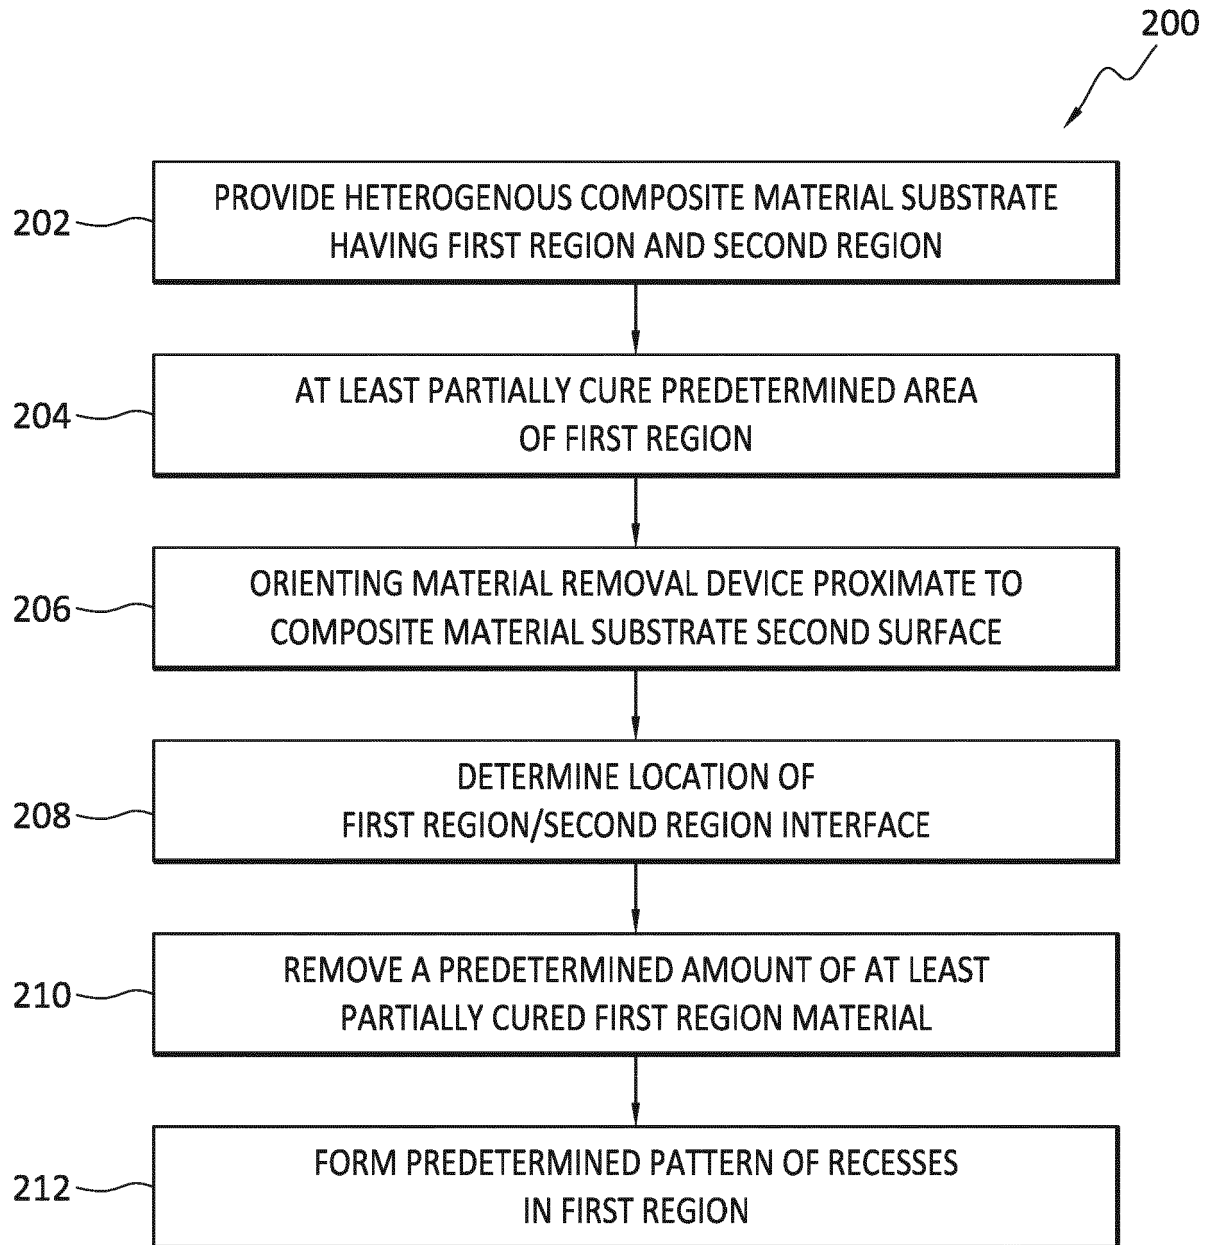 200
202
PROVIDE HETEROGENOUS COMPOSITE MATERIAL SUBSTRATE
HAVING FIRST REGION AND SECOND REGION
204
AT LEAST PARTIALLY CURE PREDETERMINED AREA
OF FIRST REGION
206
ORIENTING MATERIAL REMOVAL DEVICE PROXIMATE TO
COMPOSITE MATERIAL SUBSTRATE SECOND SURFACE
208
DETERMINE LOCATION OF
FIRST REGION/SECOND REGION INTERFACE
210
REMOVE A PREDETERMINED AMOUNT OF AT LEAST
PARTIALLY CURED FIRST REGION MATERIAL
212
FORM PREDETERMINED PATTERN OF RECESSES
IN FIRST REGION